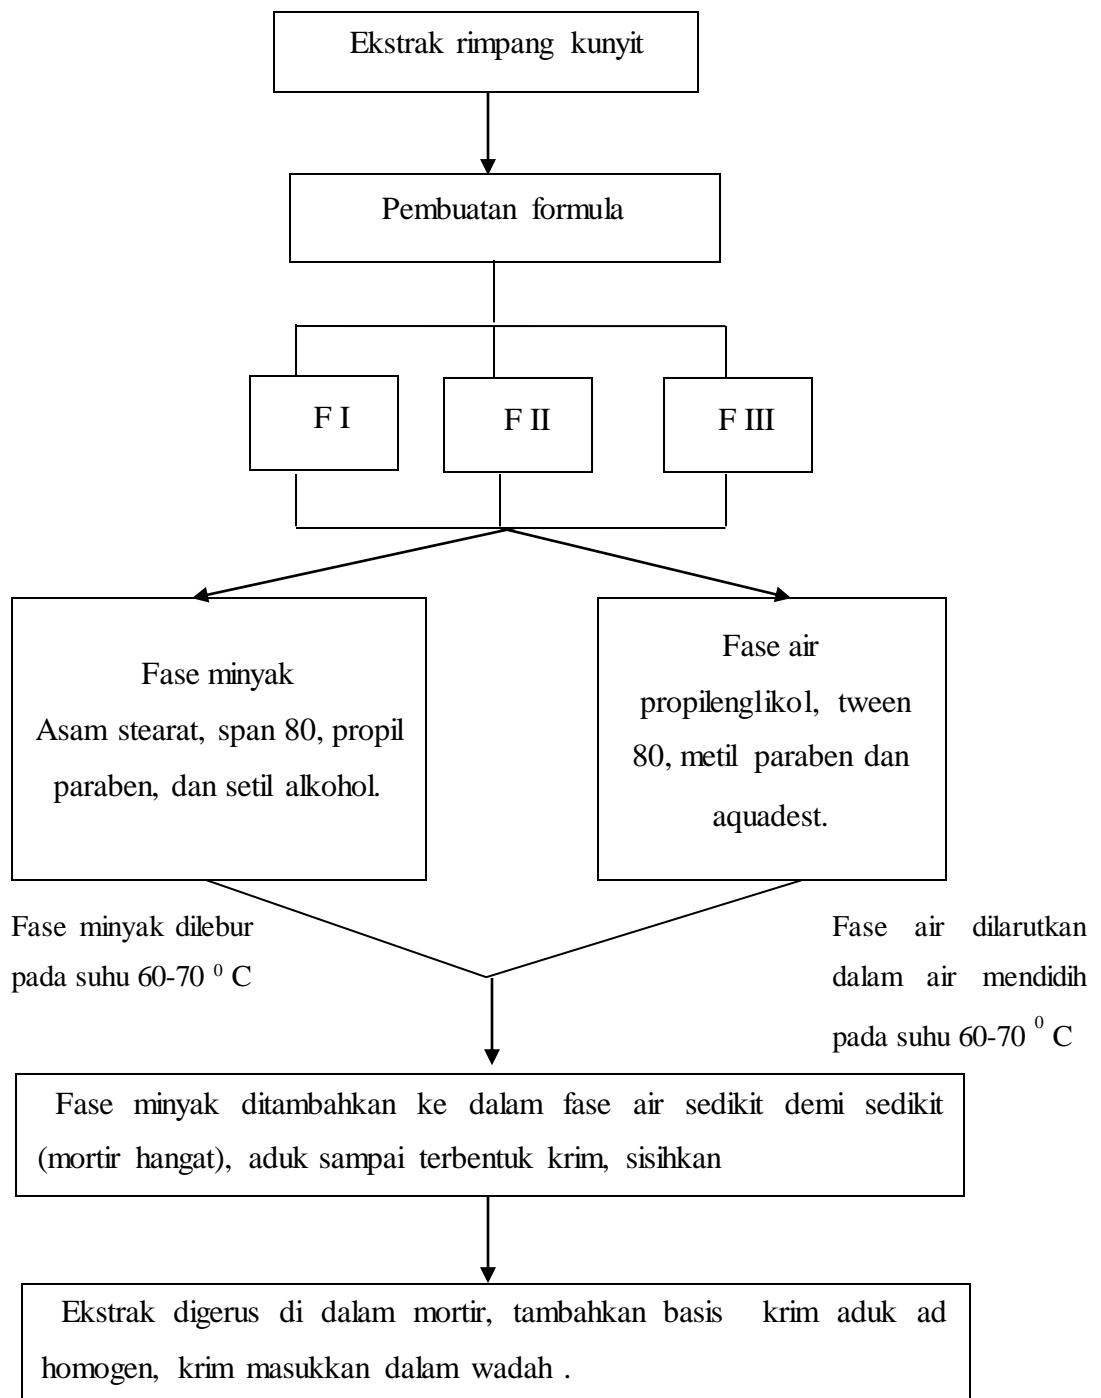 Ekstrak rimpang kunyit
Pembuatan formula
F I
F II
F III
Fase minyak
Asam stearat, span 80, propil
paraben, dan setil alkohol.
Fase air
propilenglikol, tween
80, metil paraben dan
aquadest.
Fase minyak dilebur
pada suhu 60-70 ⁰ C
Fase air dilarutkan
dalam air mendidih
pada suhu 60-70 ⁰ C
Fase minyak ditambahkan ke dalam fase air sedikit demi sedikit
(mortir hangat), aduk sampai terbentuk krim, sisihkan
Ekstrak digerus di dalam mortir, tambahkan basis krim aduk ad
homogen, krim masukkan dalam wadah .